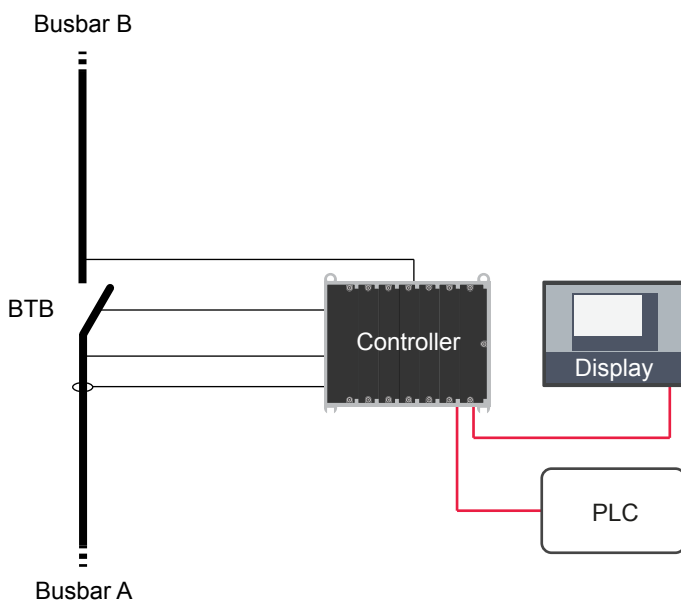 Busbar B
BTB
Controller
Display
PLC
Busbar A